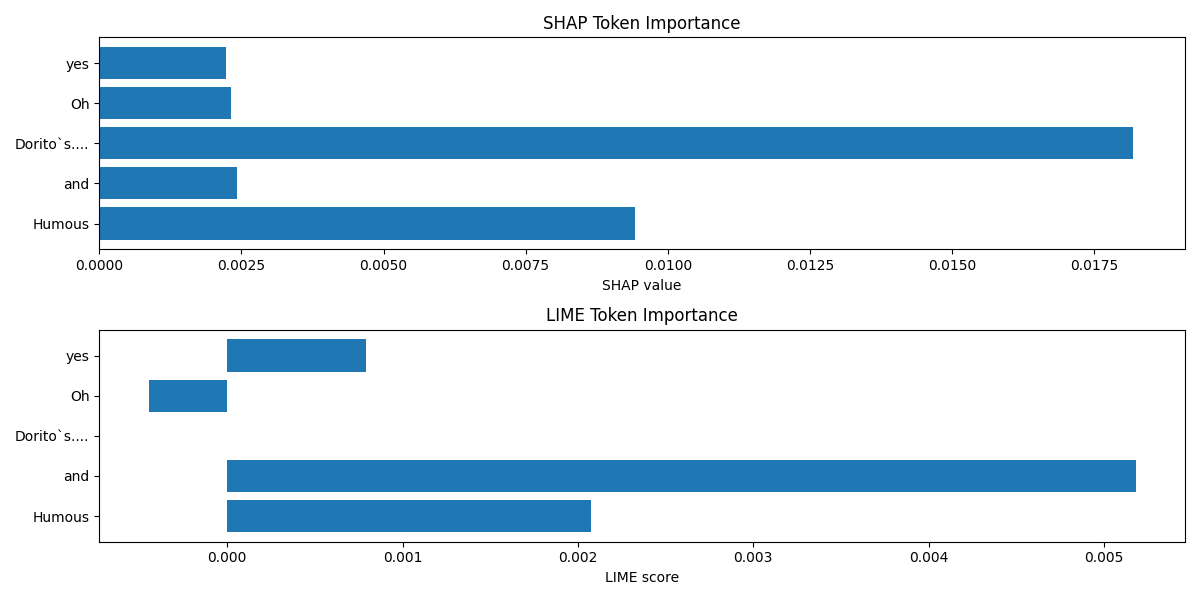 SHAP Token Importance
yes
Oh
Dorito`s....
and
Humous
0.0000 0.0025 0.0050 0.0075 0.0100 0.0125 0.0150 0.0175
SHAP value
LIME Token Importance
yes
Oh
Dorito`s....
and
Humous
0.000 0.001 0.002 0.003 0.004 0.005
LIME score